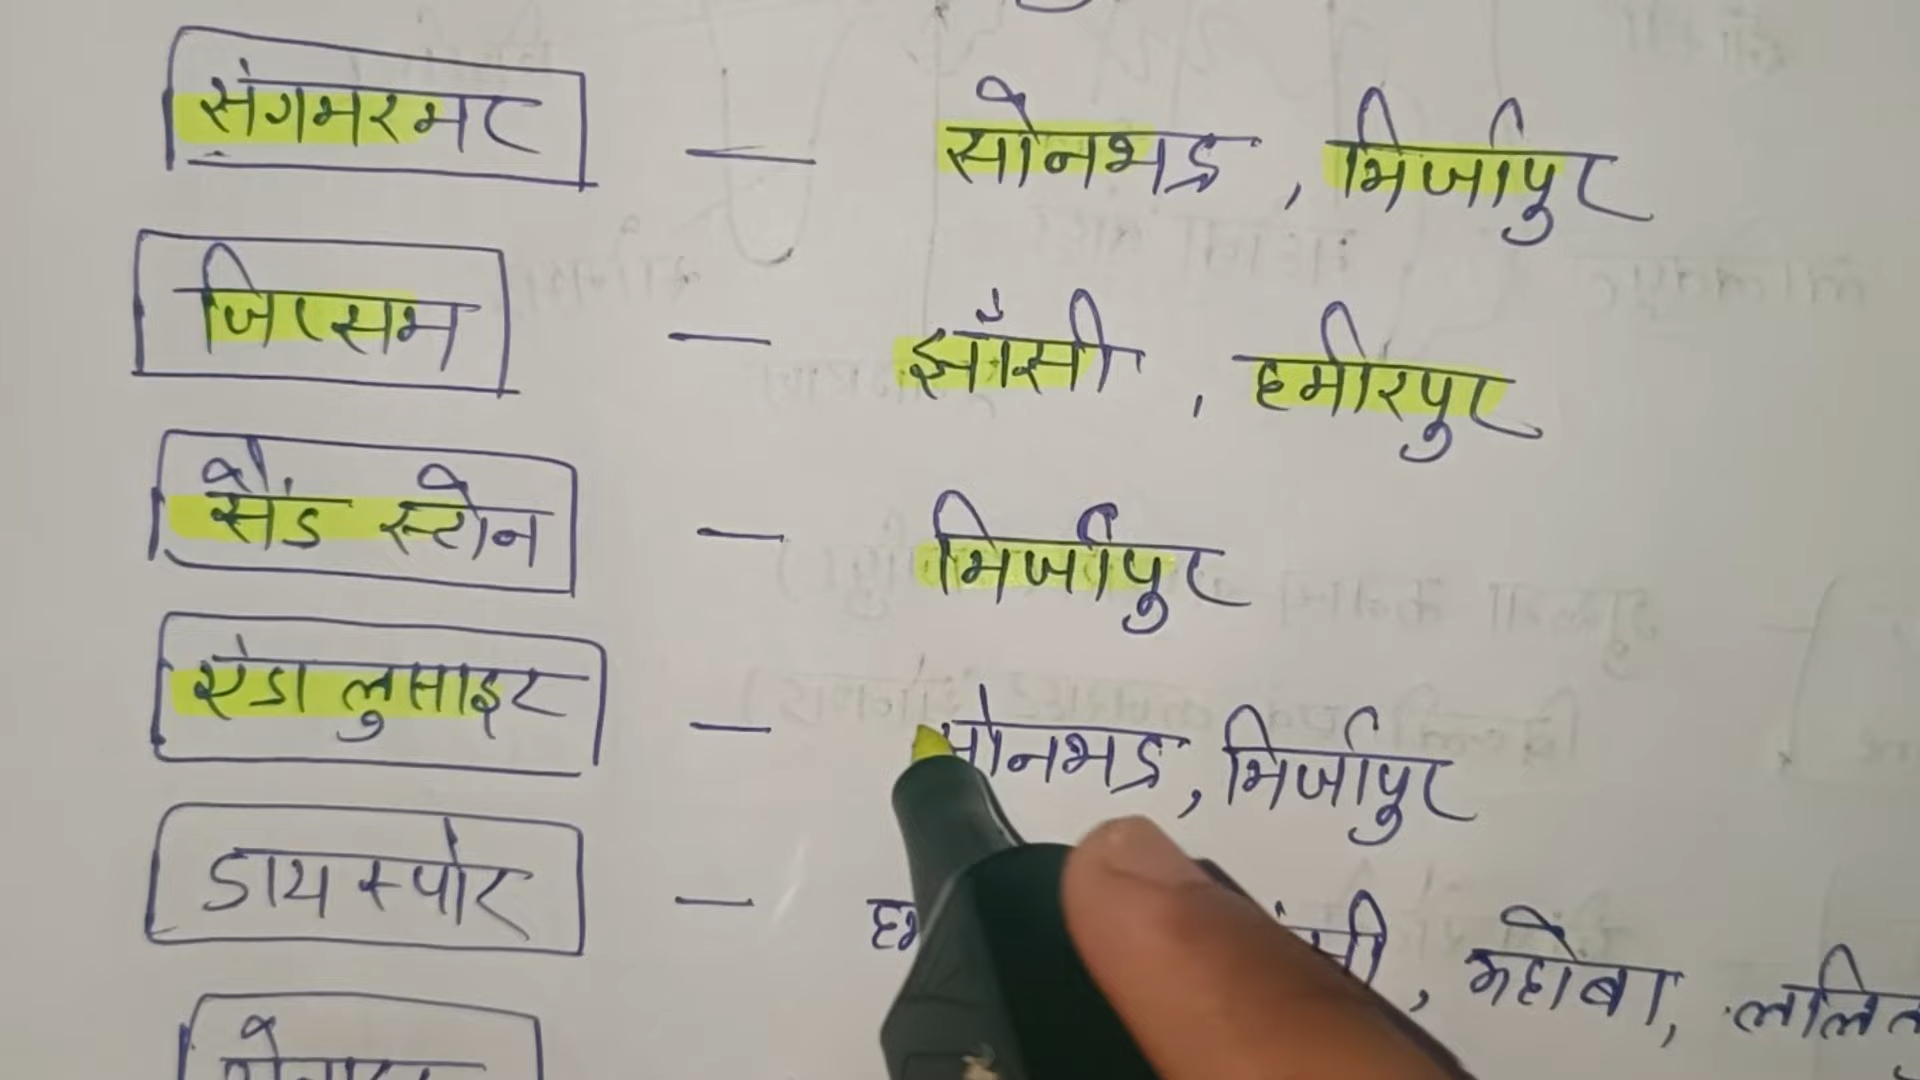 संगमरमर — सोनभद्र, मिर्जापुर
जिप्सम — झाँसी, हमीरपुर
सैंड स्टोन — मिर्जापुर
एंडालुसाइट — सोनभद्र, मिर्जापुर
डायस्पोर — महोबा,